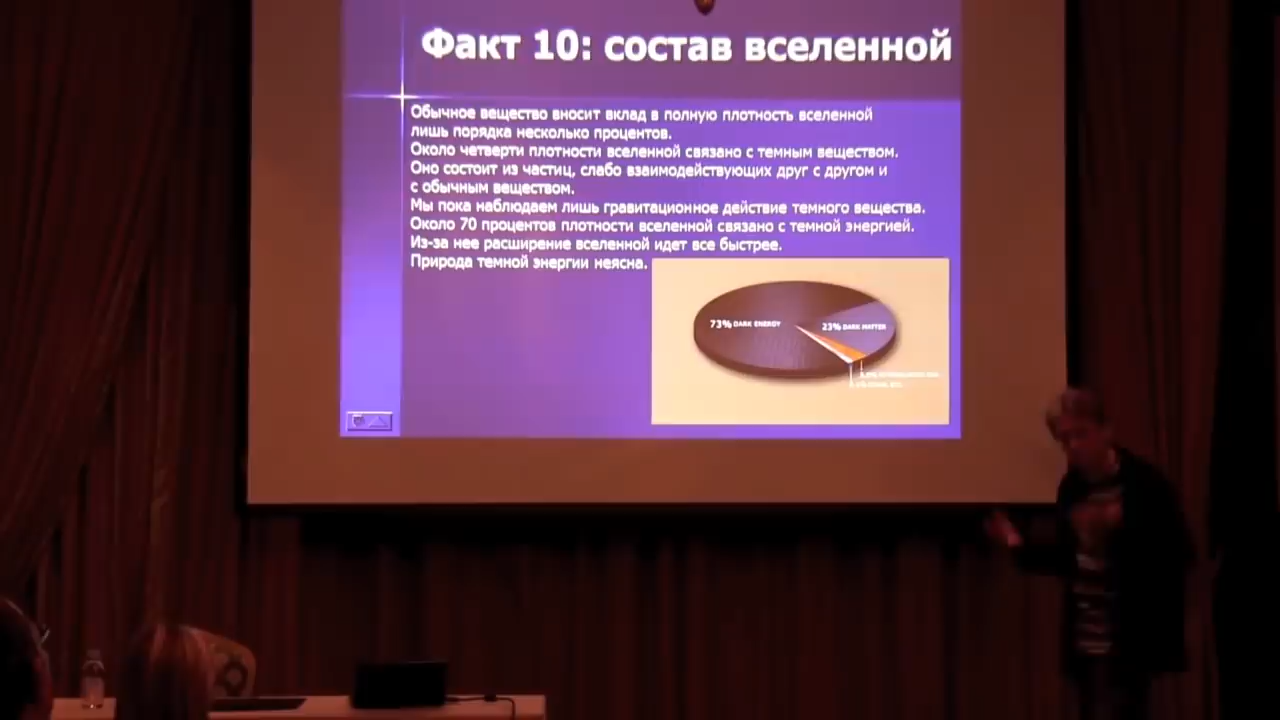 Факт 10: состав вселенной
Обычное вещество вносит вклад в полную плотность вселенной
лишь порядка несколько процентов.
Около четверти плотности вселенной связано с темным веществом.
Оно состоит из частиц, слабо взаимодействующих друг с другом и
с обычным веществом.
Мы пока наблюдаем лишь гравитационное действие темного вещества.
Около 70 процентов плотности вселенной связано с темной энергией.
Из-за нее расширение вселенной идет все быстрее.
Природа темной энергии неясна.
73% DARK ENERGY
23% DARK MATTER